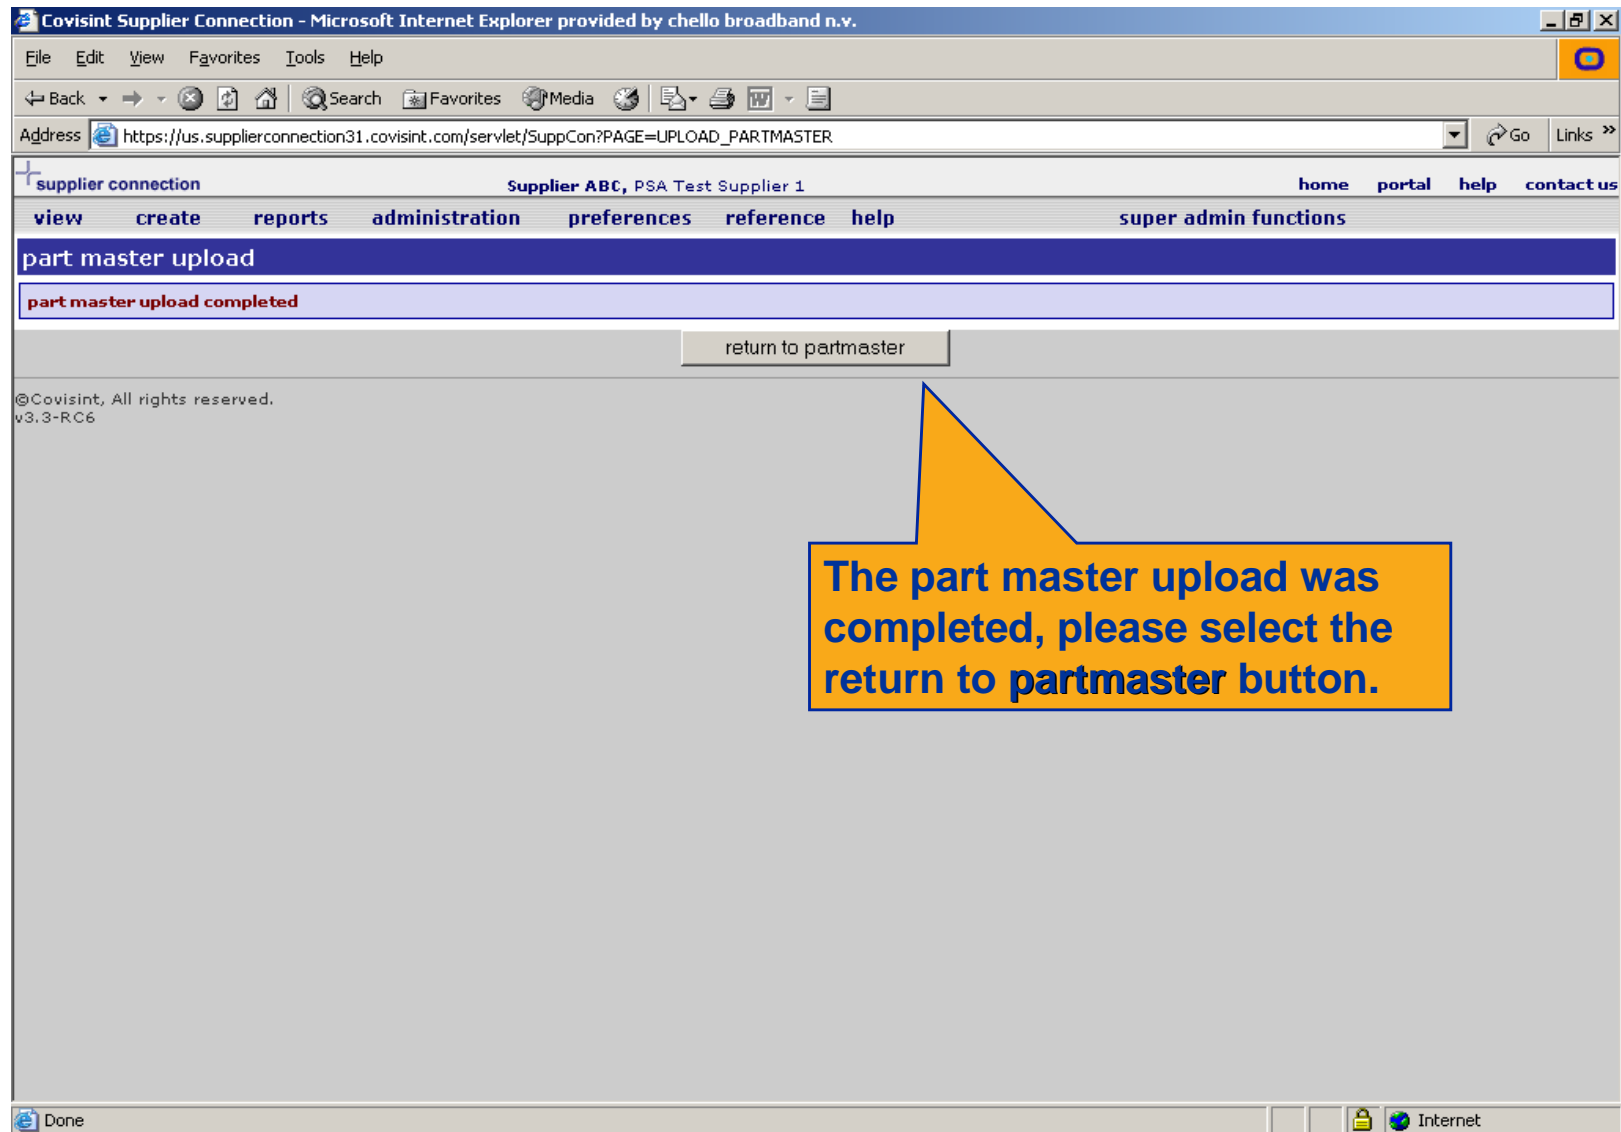 Covisint Supplier Connection - Microsoft Internet Explorer provided by chello broadband n.v.
File Edit View Favorites Tools Help
Back Search Favorites Media
Address https://us.supplierconnection31.covisint.com/servlet/SuppCon?PAGE=UPLOAD_PARTMASTER Go Links »
supplier connection Supplier ABC, PSA Test Supplier 1 home portal help contact us
view create reports administration preferences reference help super admin functions
part master upload
part master upload completed
return to partmaster
©Covisint, All rights reserved.
v3.3-RC6
The part master upload was
completed, please select the
return to partmaster button.
Done Internet